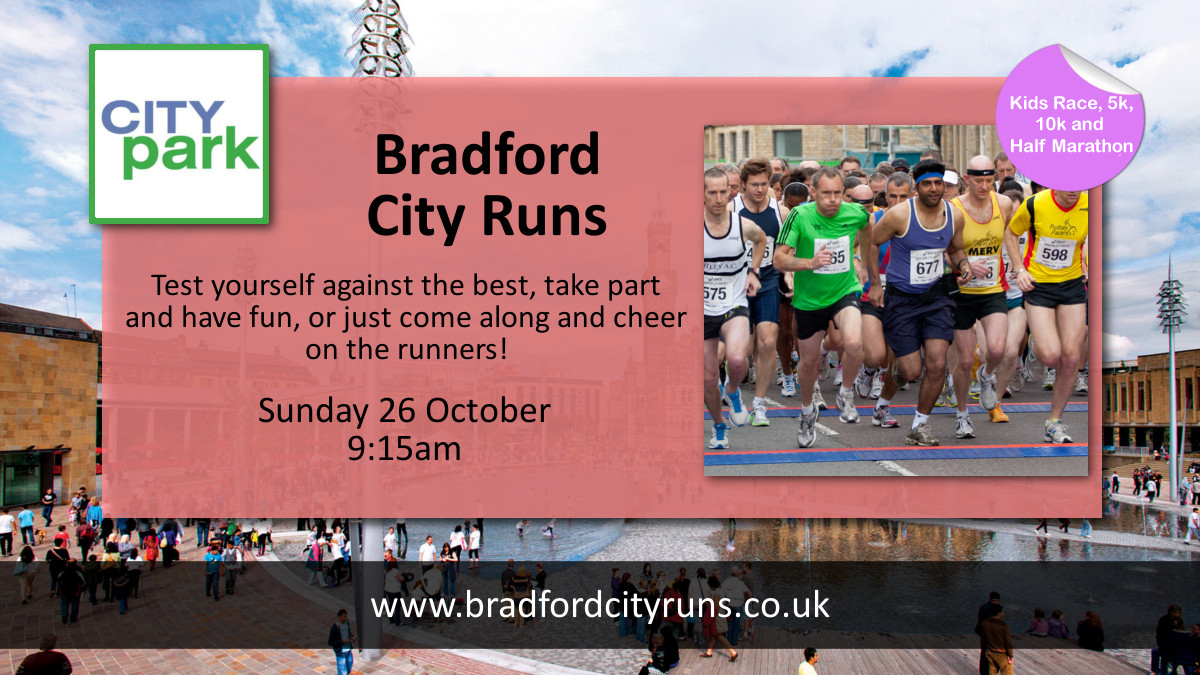 CITY
park
Bradford
City Runs
Test yourself against the best, take part
and have fun, or just come along and cheer
on the runners!
Sunday 26 October
9:15am
Kids Race, 5k,
10k and
Half Marathon
575
65
677
MERV
8
598
www.bradfordcityruns.co.uk